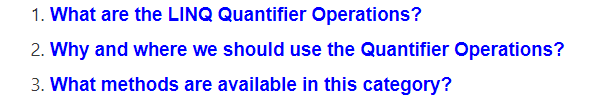 1. What are the LINQ Quantifier Operations?
2. Why and where we should use the Quantifier Operations?
3. What methods are available in this category?